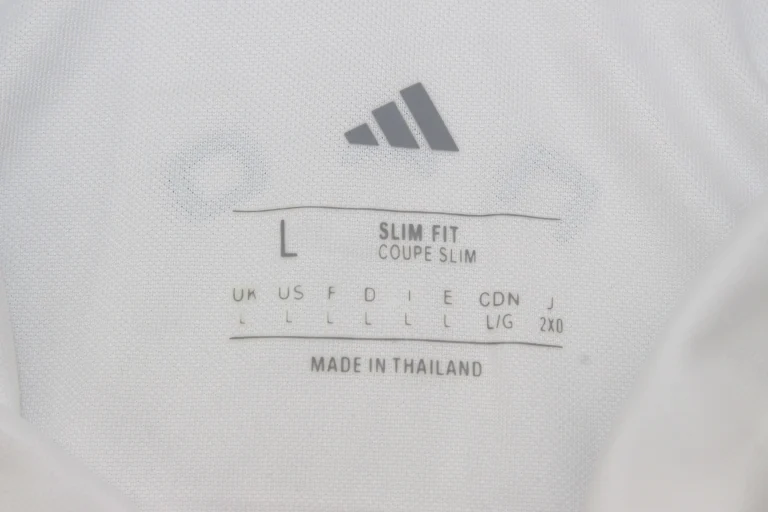 L SLIM FIT
COUPE SLIM
UK US F D I E CDN J
L L L L L L L/G 2XO
MADE IN THAILAND